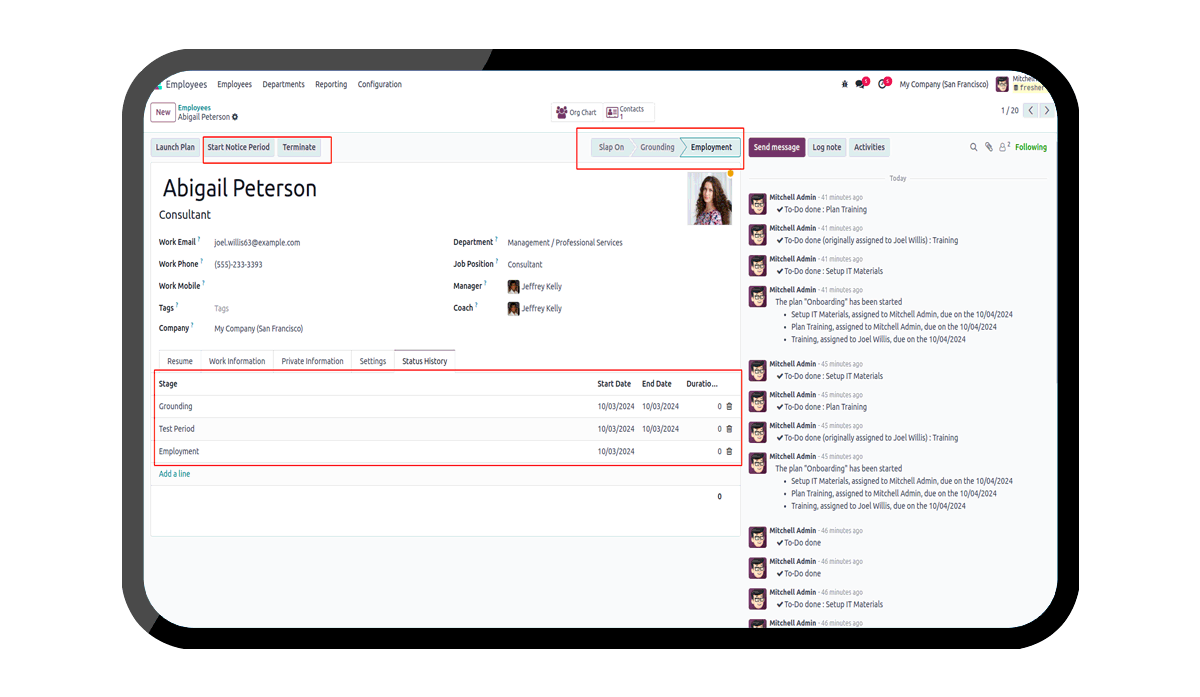 Employees Employees Departments Reporting Configuration 1 5 My Company (San Francisco) Mitchell
fresher
New Employees
Abigail Peterson
Org Chart Contacts 1
1 / 20
Launch Plan Start Notice Period Terminate Slap On Grounding Employment
Send message Log note Activities 2 Following
Abigail Peterson
Consultant
Work Email ? joel.willis63@example.com
Work Phone ? (555)-233-3393
Work Mobile ?
Tags ? Tags
Company ? My Company (San Francisco)
Department ? Management / Professional Services
Job Position ? Consultant
Manager ? Jeffrey Kelly
Coach ? Jeffrey Kelly
Resume Work Information Private Information Settings Status History
Stage Start Date End Date Duratio...
Grounding 10/03/2024 10/03/2024 0
Test Period 10/03/2024 10/03/2024 0
Employment 10/03/2024 0
Add a line
0
Today
Mitchell Admin - 41 minutes ago
To-Do done : Plan Training
Mitchell Admin - 41 minutes ago
To-Do done (originally assigned to Joel Willis) : Training
Mitchell Admin - 41 minutes ago
To-Do done : Setup IT Materials
Mitchell Admin - 41 minutes ago
The plan "Onboarding" has been started
• Setup IT Materials, assigned to Mitchell Admin, due on the 10/04/2024
• Plan Training, assigned to Mitchell Admin, due on the 10/04/2024
• Training, assigned to Joel Willis, due on the 10/04/2024
Mitchell Admin - 45 minutes ago
To-Do done : Setup IT Materials
Mitchell Admin - 45 minutes ago
To-Do done : Plan Training
Mitchell Admin - 45 minutes ago
To-Do done (originally assigned to Joel Willis) : Training
Mitchell Admin - 45 minutes ago
The plan "Onboarding" has been started
• Setup IT Materials, assigned to Mitchell Admin, due on the 10/04/2024
• Plan Training, assigned to Mitchell Admin, due on the 10/04/2024
• Training, assigned to Joel Willis, due on the 10/04/2024
Mitchell Admin - 46 minutes ago
To-Do done
Mitchell Admin - 46 minutes ago
To-Do done
Mitchell Admin - 46 minutes ago
To-Do done : Setup IT Materials
Mitchell Admin - 46 minutes ago